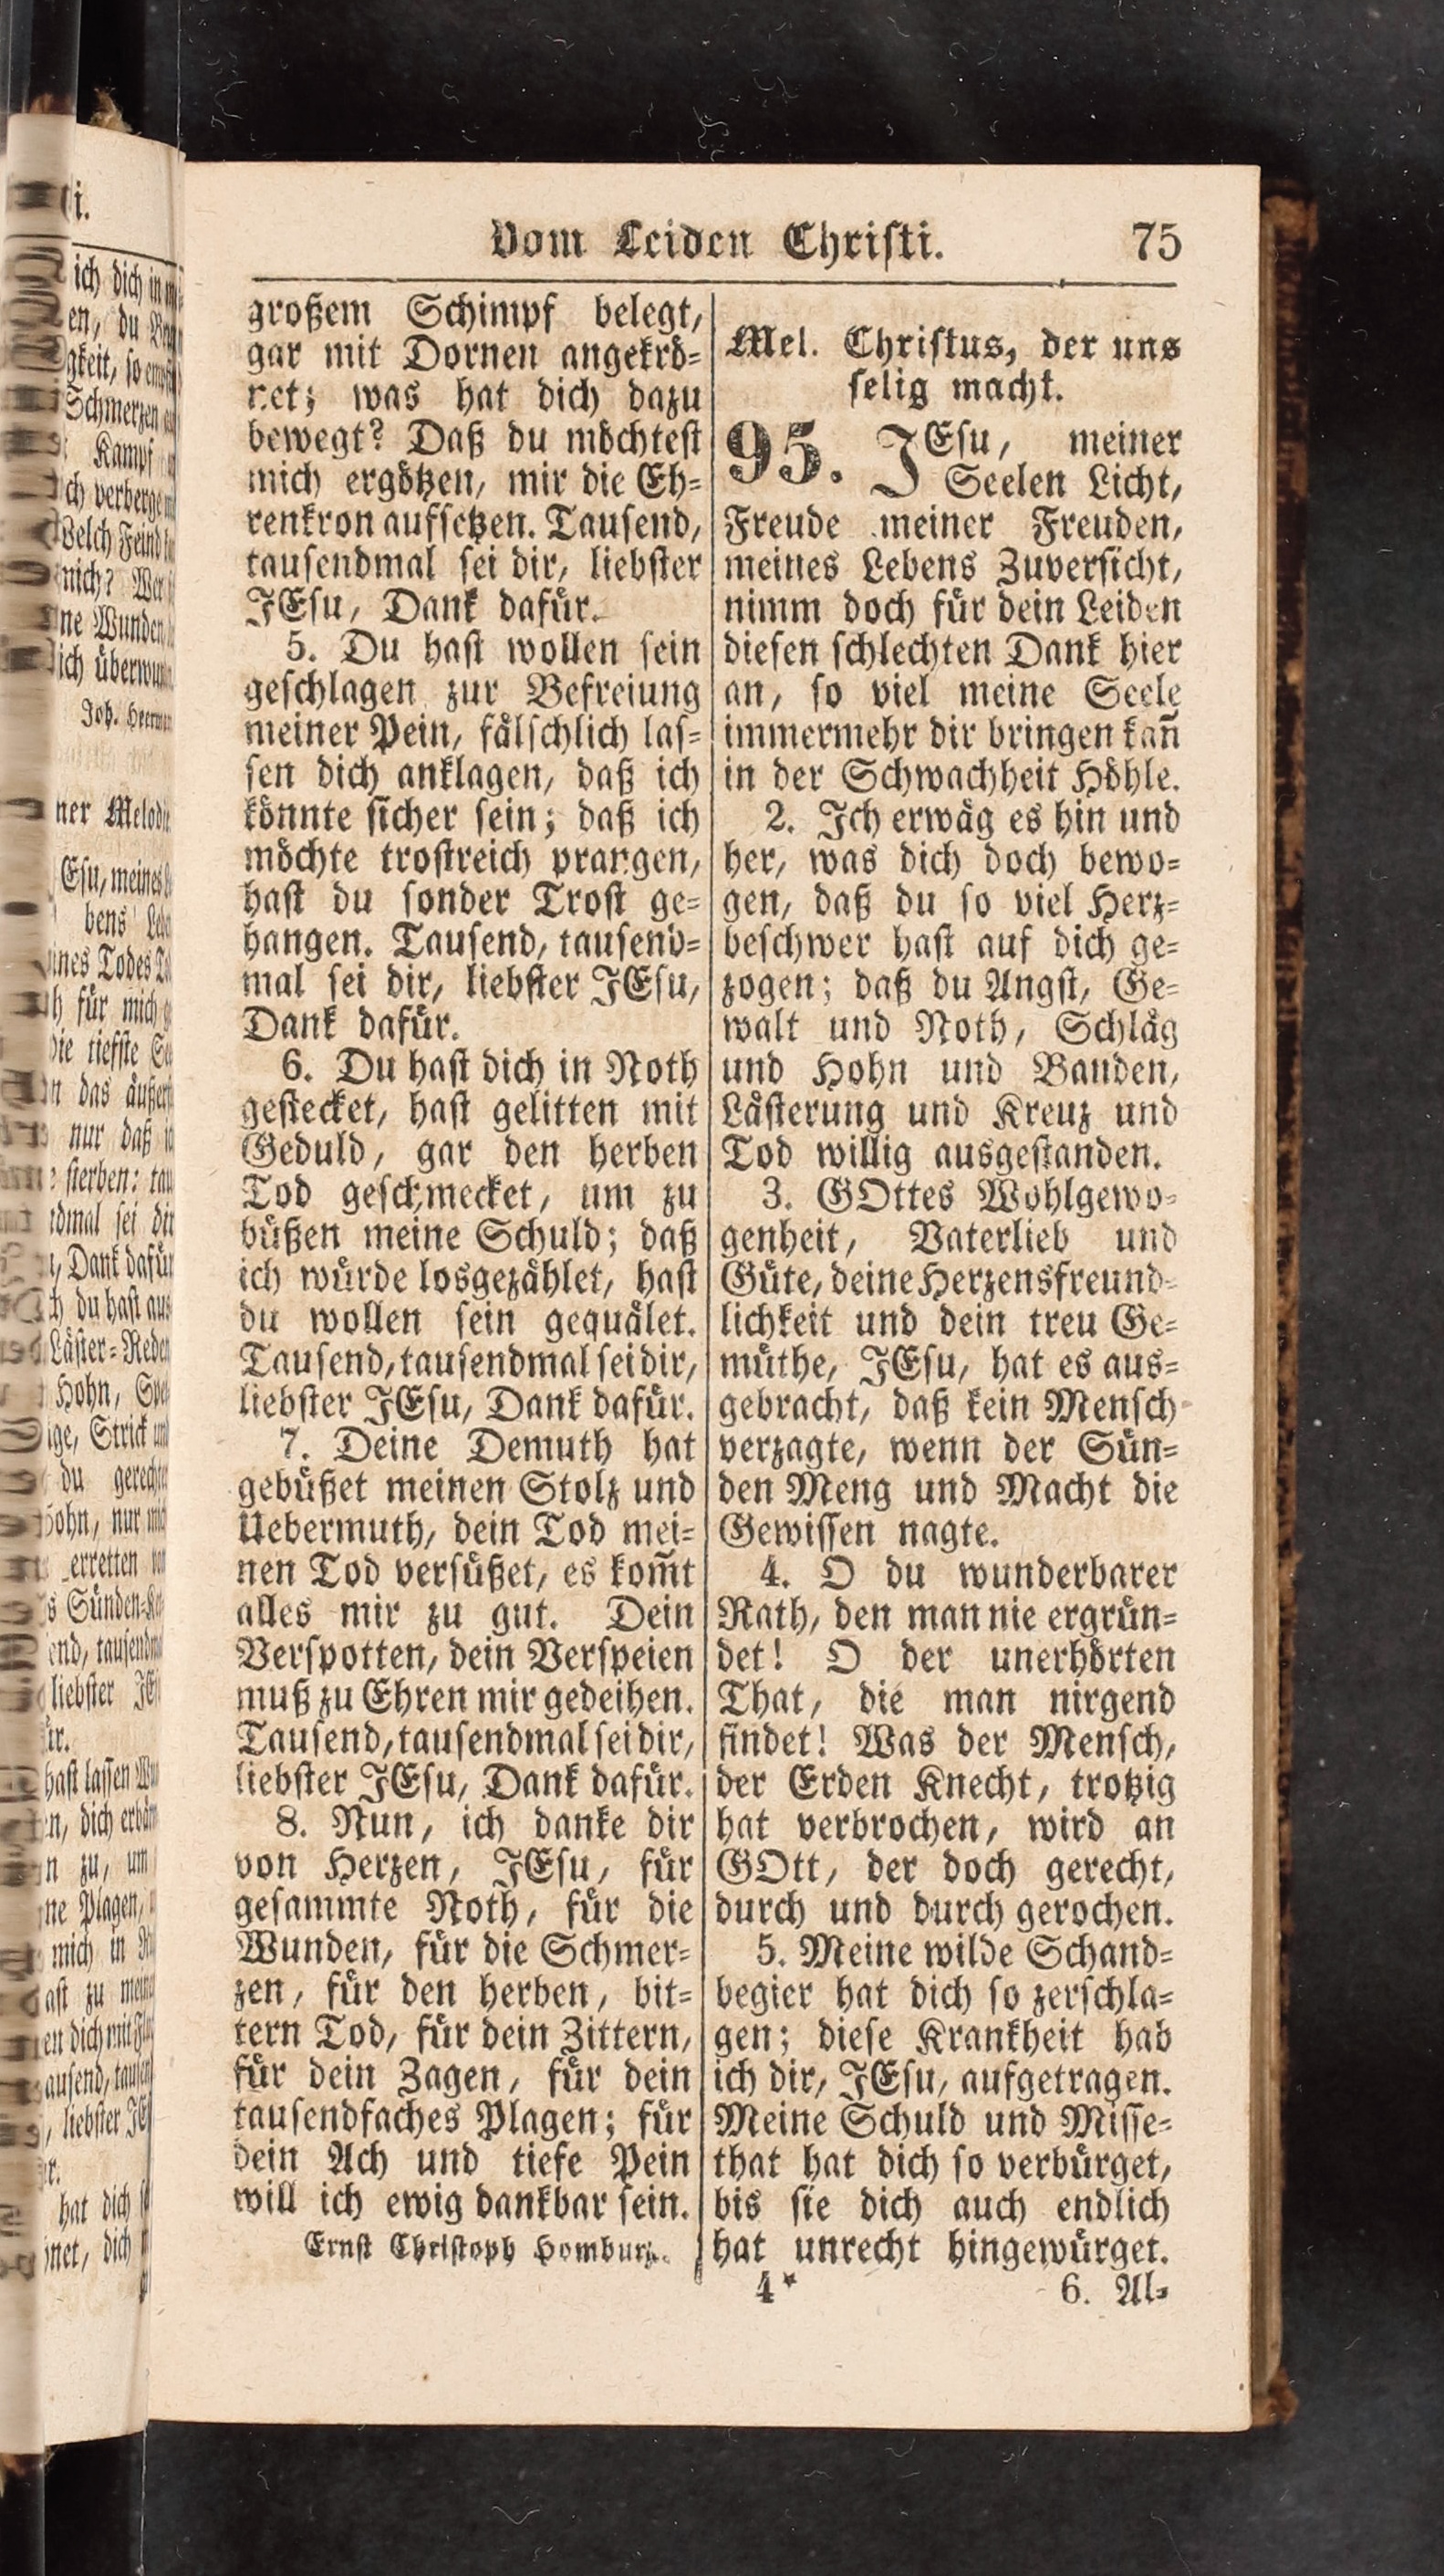 Vom Leiden Christi. 75
großem Schimpf belegt,
gar mit Dornen angekrö-
net; was hat dich dazu
bewegt? Daß du möchtest
mich ergötzen, mir die Eh-
renkron aufsetzen. Tausend,
tausendmal sei dir, liebster
JEsu, Dank dafür.
5. Du hast wollen sein
geschlagen zur Befreiung
meiner Pein, fälschlich las-
sen dich anklagen, daß ich
könnte sicher sein; daß ich
möchte trostreich prangen,
hast du sonder Trost ge-
hangen. Tausend, tausend-
mal sei dir, liebster JEsu,
Dank dafür.
6. Du hast dich in Noth
gestecket, hast gelitten mit
Geduld, gar den herben
Tod geschmecket, um zu
büßen meine Schuld; daß
ich würde losgezählet, hast
du wollen sein gequälet.
Tausend, tausendmal sei dir,
liebster JEsu, Dank dafür.
7. Deine Demuth hat
gebüßet meinen Stolz und
Uebermuth, dein Tod mei-
nen Tod versüßet, es kom̄t
alles mir zu gut. Dein
Verspotten, dein Verspeien
muß zu Ehren mir gedeihen.
Tausend, tausendmal sei dir,
liebster JEsu, Dank dafür.
8. Nun, ich danke dir
von Herzen, JEsu, für
gesammte Noth, für die
Wunden, für die Schmer-
zen, für den herben, bit-
tern Tod, für dein Zittern,
für dein Zagen, für dein
tausendfaches Plagen; für
dein Ach und tiefe Pein
will ich ewig dankbar sein.
Ernst Christoph Homburg.
Mel. Christus, der uns
selig macht.
95. JEsu, meiner
Seelen Licht,
Freude meiner Freuden,
meines Lebens Zuversicht,
nimm doch für dein Leiden
diesen schlechten Dank hier
an, so viel meine Seele
immermehr dir bringen kan̄
in der Schwachheit Höhle.
2. Ich erwäg es hin und
her, was dich doch bewo-
gen, daß du so viel Herz-
beschwer hast auf dich ge-
zogen; daß du Angst, Ge-
walt und Noth, Schläg
und Hohn und Banden,
Lästerung und Kreuz und
Tod willig ausgestanden.
3. GOttes Wohlgewo-
genheit, Vaterlieb und
Güte, deine Herzensfreund-
lichkeit und dein treu Ge-
müthe, JEsu, hat es aus-
gebracht, daß kein Mensch
verzagte, wenn der Sün-
den Meng und Macht die
Gewissen nagte.
4. O du wunderbarer
Rath, den man nie ergrün-
det! O der unerhörten
That, die man nirgend
findet! Was der Mensch,
der Erden Knecht, trotzig
hat verbrochen, wird an
GOtt, der doch gerecht,
durch und durch gerochen.
5. Meine wilde Schand-
begier hat dich so zerschla-
gen; diese Krankheit hab
ich dir, JEsu, aufgetragen.
Meine Schuld und Misse-
that hat dich so verbürget,
bis sie dich auch endlich
hat unrecht hingewürget.
4* 6. Al-